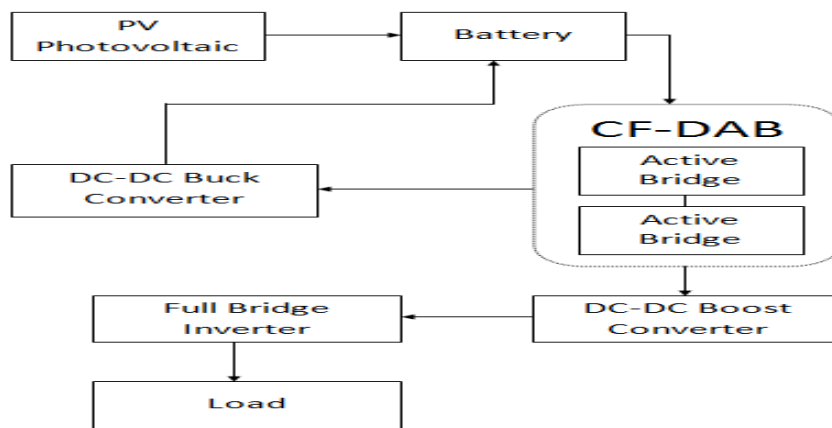 PV
Photovoltaic
Battery
CF-DAB
Active
Bridge
Active
Bridge
DC-DC Buck
Converter
Full Bridge
Inverter
DC-DC Boost
Converter
Load